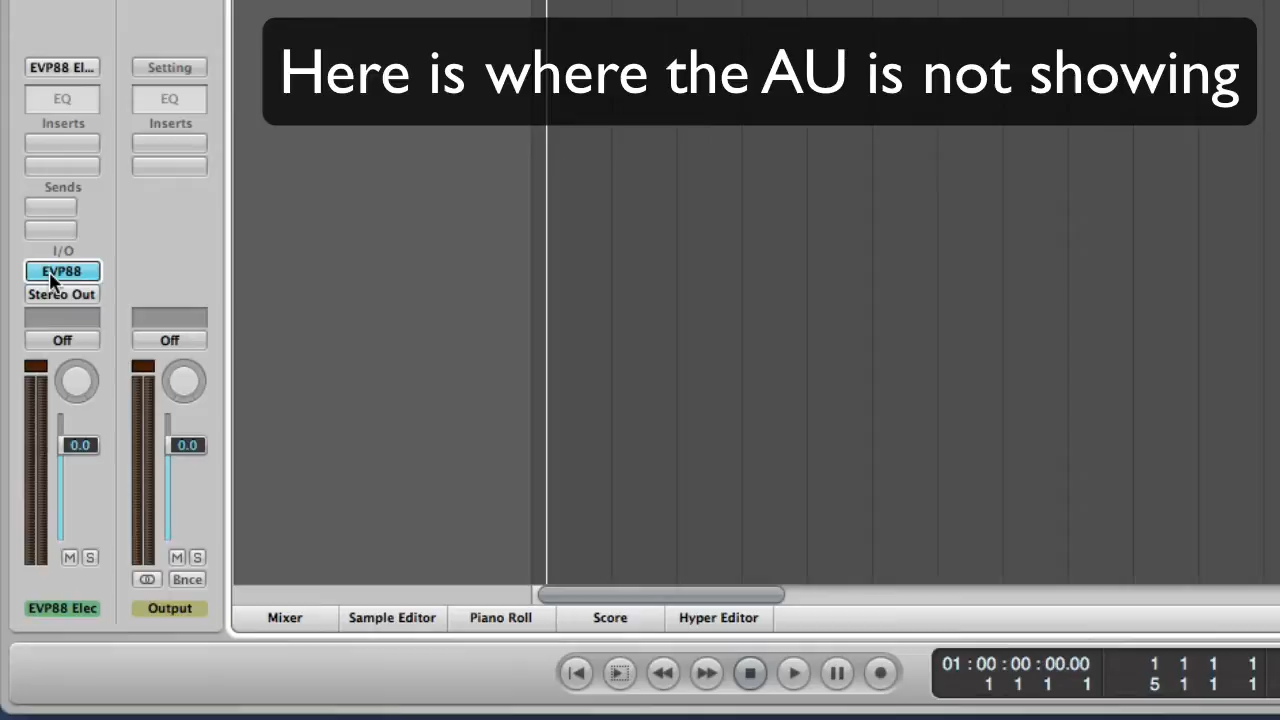 Here is where the AU is not showing
EVP88 El... Setting
EQ EQ
Inserts Inserts
Sends
I/O
EVP88
Stereo Out
Off Off
0.0 0.0
M S M S
Bnce
EVP88 Elec Output
Mixer Sample Editor Piano Roll Score Hyper Editor
01:00:00:00.00 1 1 1 1
1 1 1 1 5 1 1 1